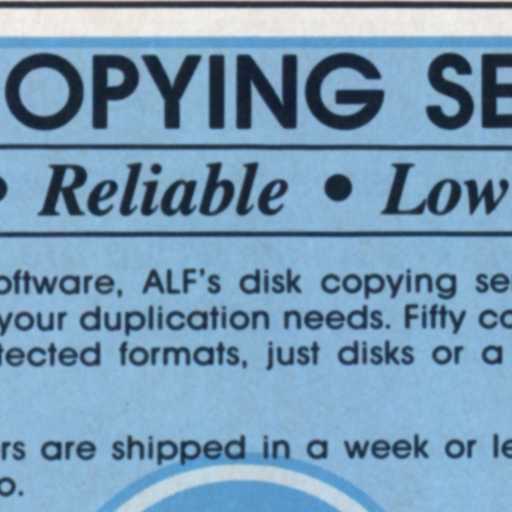 OPYING SE
• Reliable • Low
oftware, ALF's disk copying se
your duplication needs. Fifty co
tected formats, just disks or a
rs are shipped in a week or le
o.